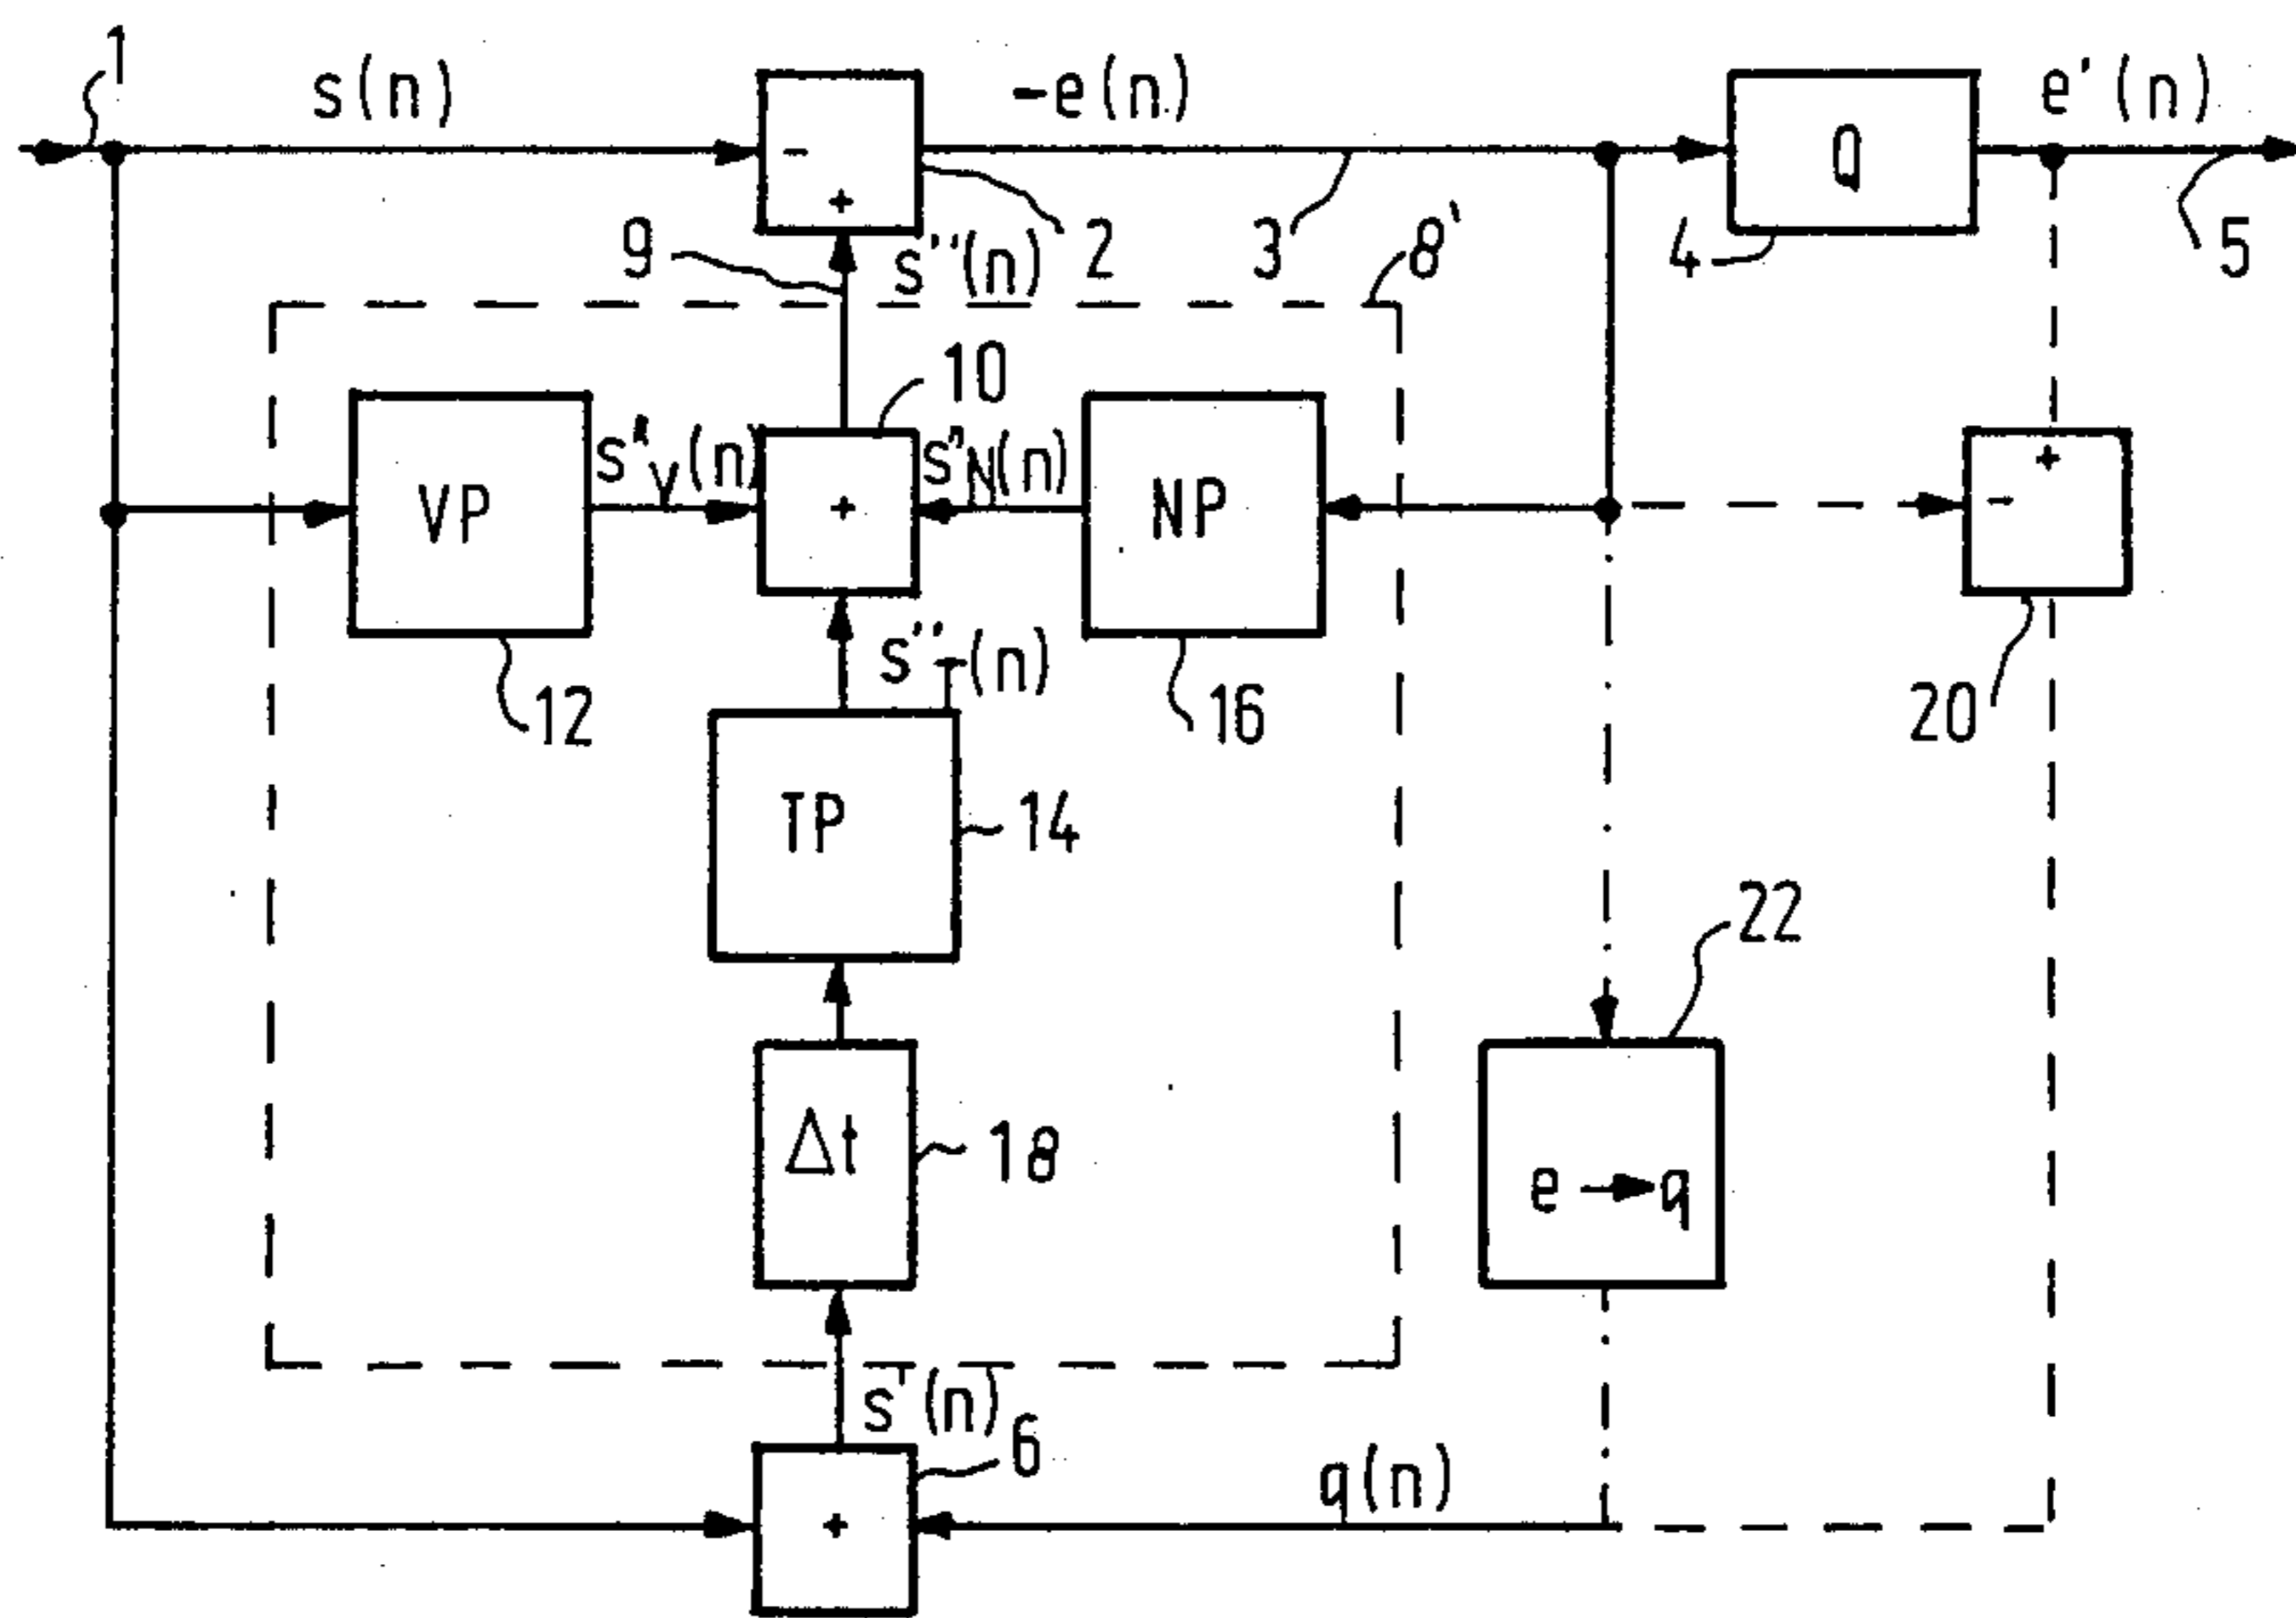 1
s(n)
-
+
-e(n)
Q
e'(n)
9
s''(n)
2
3
8'
4
5
10
VP
s''V(n)
+
s''N(n)
NP
+
-
12
s''T(n)
16
20
TP
14
22
Δt
18
e → q
s'(n)
6
+
q(n)